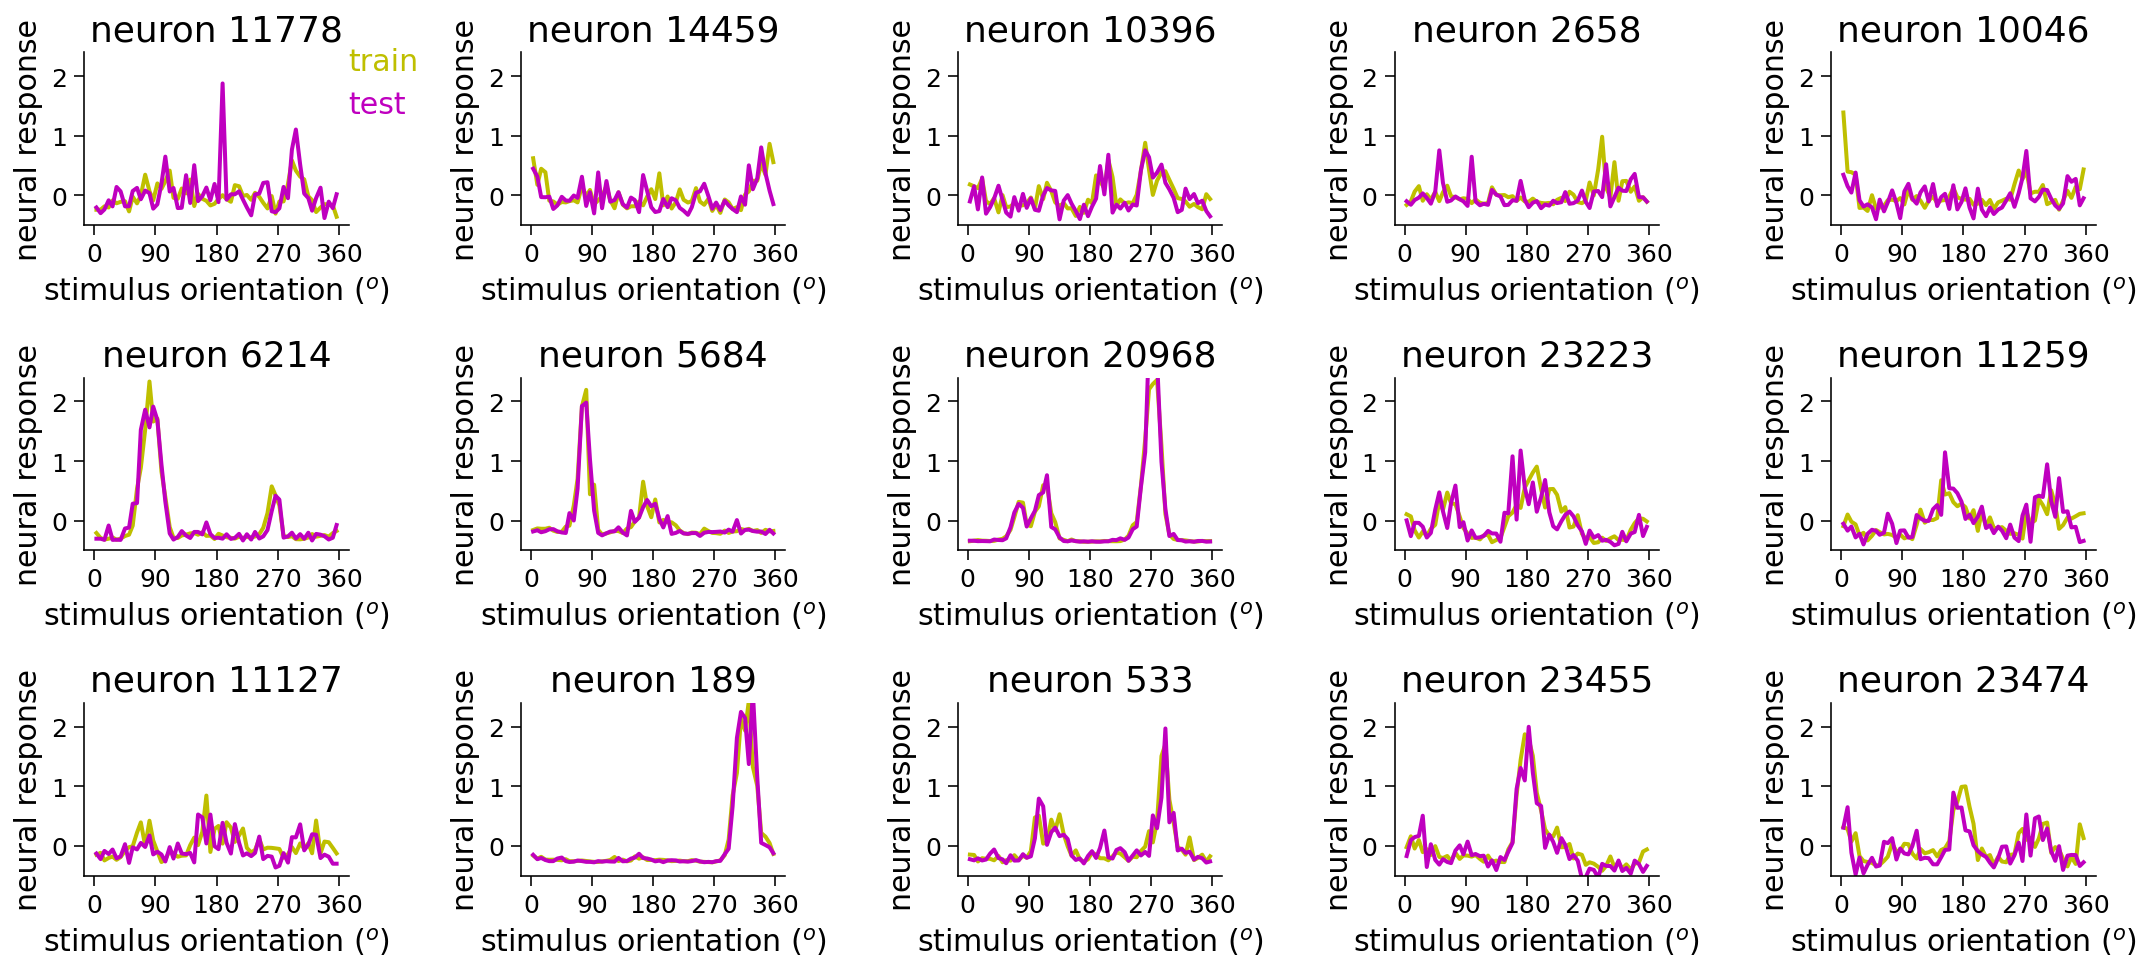 neuron 11778
neuron 14459
neuron 10396
neuron 2658
neuron 10046
train
test
neural response
2
1
0
0 90 180 270 360
stimulus orientation (o)
neural response
2
1
0
0 90 180 270 360
stimulus orientation (o)
neural response
2
1
0
0 90 180 270 360
stimulus orientation (o)
neural response
2
1
0
0 90 180 270 360
stimulus orientation (o)
neural response
2
1
0
0 90 180 270 360
stimulus orientation (o)
neuron 6214
neuron 5684
neuron 20968
neuron 23223
neuron 11259
neural response
2
1
0
0 90 180 270 360
stimulus orientation (o)
neural response
2
1
0
0 90 180 270 360
stimulus orientation (o)
neural response
2
1
0
0 90 180 270 360
stimulus orientation (o)
neural response
2
1
0
0 90 180 270 360
stimulus orientation (o)
neural response
2
1
0
0 90 180 270 360
stimulus orientation (o)
neuron 11127
neuron 189
neuron 533
neuron 23455
neuron 23474
neural response
2
1
0
0 90 180 270 360
stimulus orientation (o)
neural response
2
1
0
0 90 180 270 360
stimulus orientation (o)
neural response
2
1
0
0 90 180 270 360
stimulus orientation (o)
neural response
2
1
0
0 90 180 270 360
stimulus orientation (o)
neural response
2
1
0
0 90 180 270 360
stimulus orientation (o)